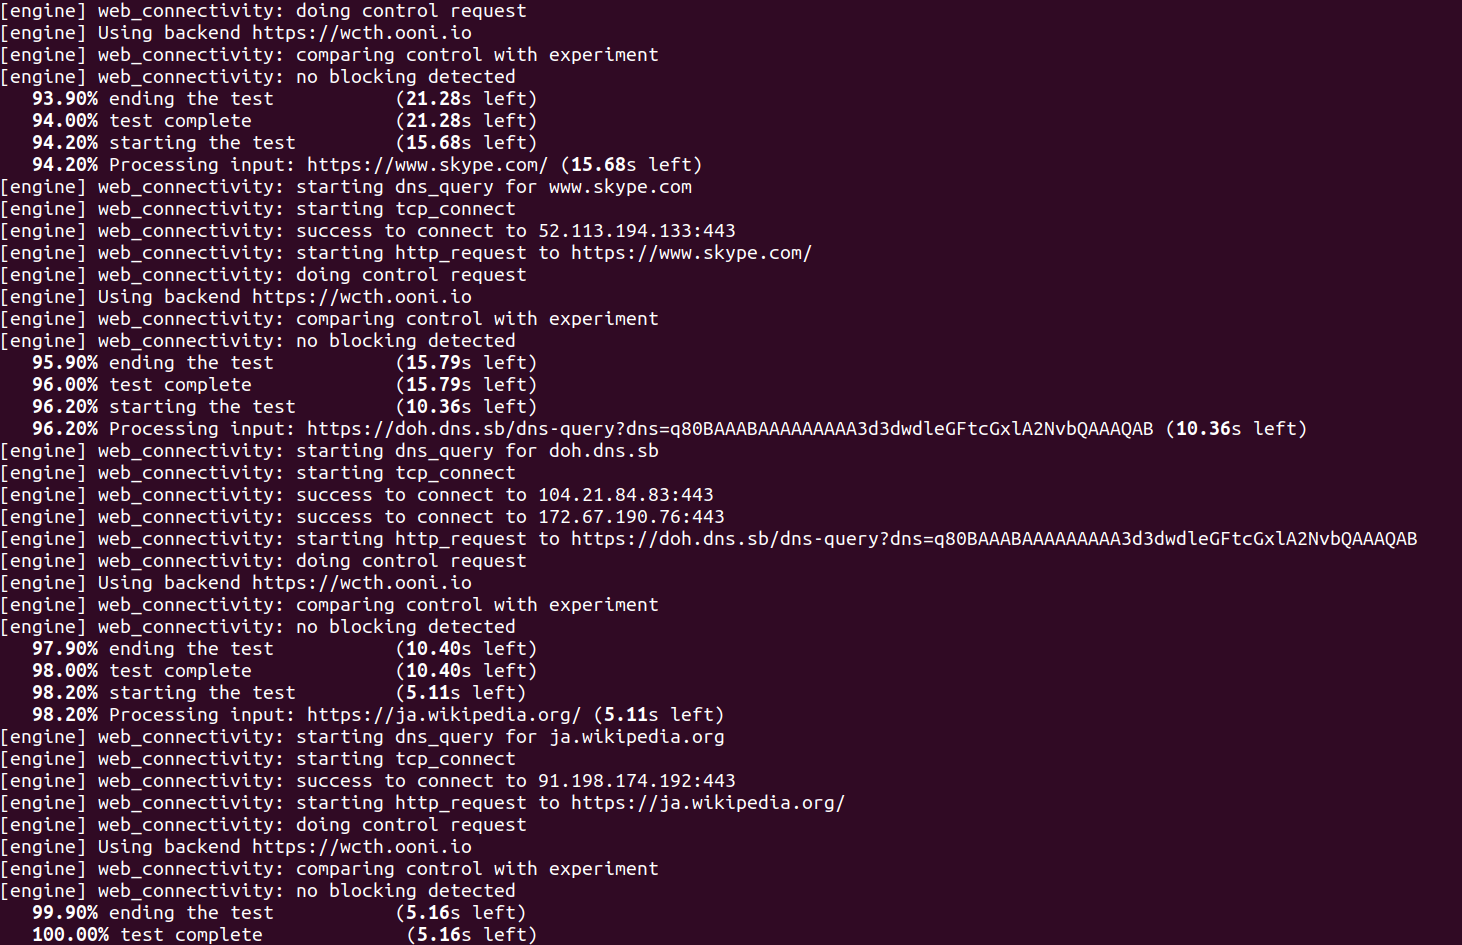 [engine] web_connectivity: doing control request
[engine] Using backend https://wcth.ooni.io
[engine] web_connectivity: comparing control with experiment
[engine] web_connectivity: no blocking detected
93.90% ending the test (21.28s left)
94.00% test complete (21.28s left)
94.20% starting the test (15.68s left)
94.20% Processing input: https://www.skype.com/ (15.68s left)
[engine] web_connectivity: starting dns_query for www.skype.com
[engine] web_connectivity: starting tcp_connect
[engine] web_connectivity: success to connect to 52.113.194.133:443
[engine] web_connectivity: starting http_request to https://www.skype.com/
[engine] web_connectivity: doing control request
[engine] Using backend https://wcth.ooni.io
[engine] web_connectivity: comparing control with experiment
[engine] web_connectivity: no blocking detected
95.90% ending the test (15.79s left)
96.00% test complete (15.79s left)
96.20% starting the test (10.36s left)
96.20% Processing input: https://doh.dns.sb/dns-query?dns=q80BAAABAAAAAAAAA3d3dwdleGFtcGxlA2NvbQAAAQAB (10.36s left)
[engine] web_connectivity: starting dns_query for doh.dns.sb
[engine] web_connectivity: starting tcp_connect
[engine] web_connectivity: success to connect to 104.21.84.83:443
[engine] web_connectivity: success to connect to 172.67.190.76:443
[engine] web_connectivity: starting http_request to https://doh.dns.sb/dns-query?dns=q80BAAABAAAAAAAAA3d3dwdleGFtcGxlA2NvbQAAAQAB
[engine] web_connectivity: doing control request
[engine] Using backend https://wcth.ooni.io
[engine] web_connectivity: comparing control with experiment
[engine] web_connectivity: no blocking detected
97.90% ending the test (10.40s left)
98.00% test complete (10.40s left)
98.20% starting the test (5.11s left)
98.20% Processing input: https://ja.wikipedia.org/ (5.11s left)
[engine] web_connectivity: starting dns_query for ja.wikipedia.org
[engine] web_connectivity: starting tcp_connect
[engine] web_connectivity: success to connect to 91.198.174.192:443
[engine] web_connectivity: starting http_request to https://ja.wikipedia.org/
[engine] web_connectivity: doing control request
[engine] Using backend https://wcth.ooni.io
[engine] web_connectivity: comparing control with experiment
[engine] web_connectivity: no blocking detected
99.90% ending the test (5.16s left)
100.00% test complete (5.16s left)